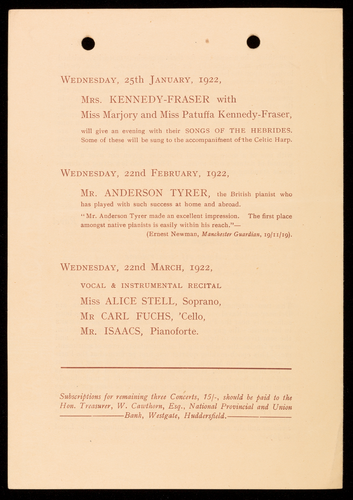 WEDNESDAY, 25TH JANUARY, 1922,
MRS. KENNEDY-FRASER with
Miss Marjory and Miss Patuffa Kennedy-Fraser,
will give an evening with their SONGS OF THE HEBRIDES.
Some of these will be sung to the accompaniment of the Celtic Harp.
WEDNESDAY, 22ND FEBRUARY, 1922,
MR. ANDERSON TYRER, the British pianist who
has played with such success at home and abroad.
"Mr. Anderson Tyrer made an excellent impression. The first place
amongst native pianists is easily within his reach."—
(Ernest Newman, Manchester Guardian, 19/11/19).
WEDNESDAY, 22ND MARCH, 1922,
VOCAL & INSTRUMENTAL RECITAL
Miss ALICE STELL, Soprano,
MR CARL FUCHS, 'Cello,
MR. ISAACS, Pianoforte.
Subscriptions for remaining three Concerts, 15/-, should be paid to the
Hon. Treasurer, W. Cawthorn, Esq., National Provincial and Union
Bank, Westgate, Huddersfield.